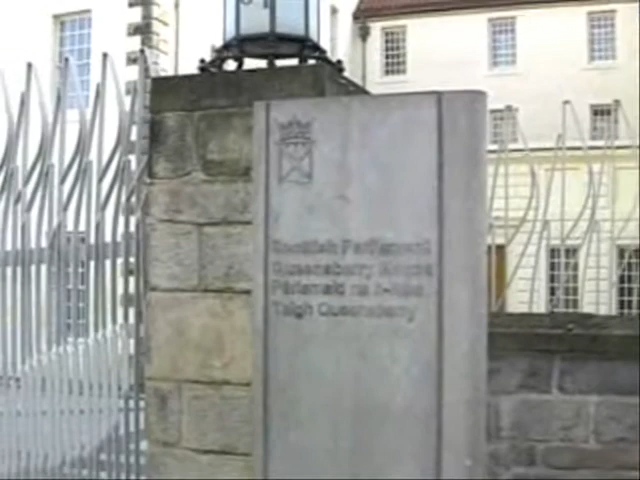 Scottish Parliament
Queensberry House
Pàrlamaid na h-Alba
Taigh Queensberry